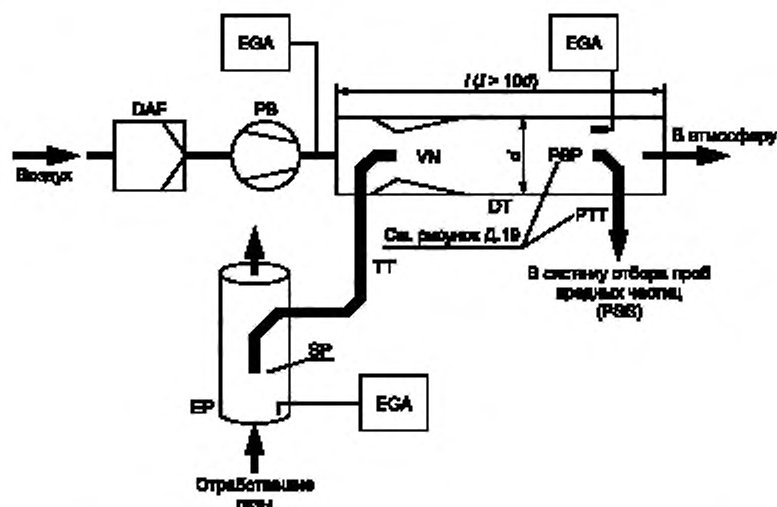 EGA
EGA
l (l > 10d)
DAF
PB
В атмосферу
VN
PSP
d
Воздух
DT
PTT
См. рисунок Д.19
TT
В систему отбора проб
вредных частиц
(PSS)
SP
EP
EGA
Отработавшие
газы